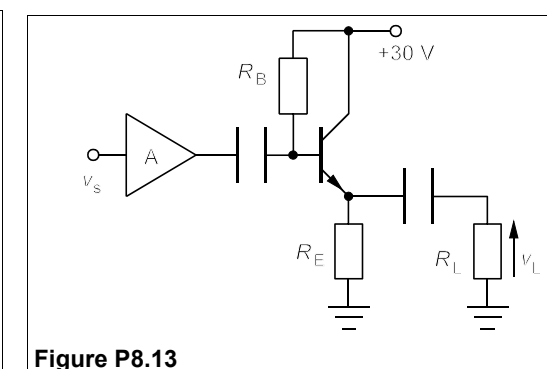 +30 V
R_B
A
v_s
R_E
R_L
v_L
Figure P8.13